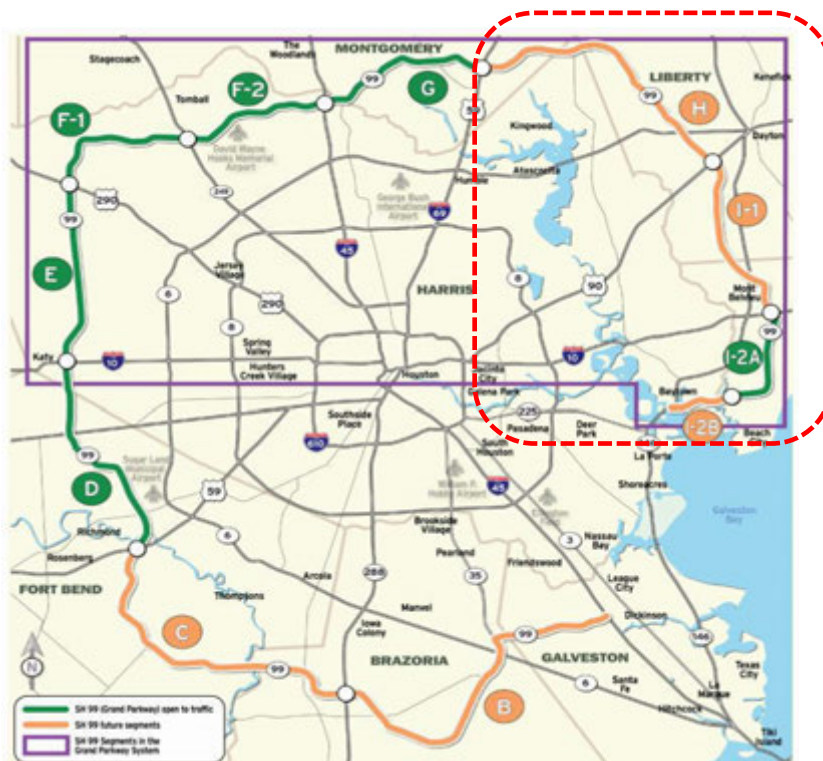 The
Woodlands
MONTGOMERY
Stagecoach
F-2
99
G
LIBERTY
Kenefick
Tomball
59
99
H
F-1
Kingwood
David Wayne
Hooks Memorial
Airport
Dayton
Atascocita
Humble
290
249
George Bush
International
Airport
I-1
99
69
E
45
Jersey
Village
6
8
HARRIS
8
90
Mont
Belvieu
290
99
Spring
Valley
Katy
10
Hunters
Creek Village
Houston
Jacinto
City
10
I-2A
Galena Park
Baytown
Southside
Place
225
Pasadena
Deer
Park
I-2B
Beach
City
610
South
Houston
La Porte
99
Sugar Land
Municipal
Airport
D
59
William P.
Hobby Airport
45
Ellington
Field
Shoreacres
Galveston
Bay
Richmond
Brookside
Village
3
Nassau
Bay
Rosenberg
6
Pearland
Friendswood
FORT BEND
Thompsons
Arcola
288
35
League
City
C
Manvel
Dickinson
Iowa
Colony
99
146
N
99
BRAZORIA
GALVESTON
Texas
City
6
Santa
Fe
La
Marque
B
Hitchcock
Tiki
Island
SH 99 (Grand Parkway) open to traffic
SH 99 future segments
SH 99 Segments in the
Grand Parkway System